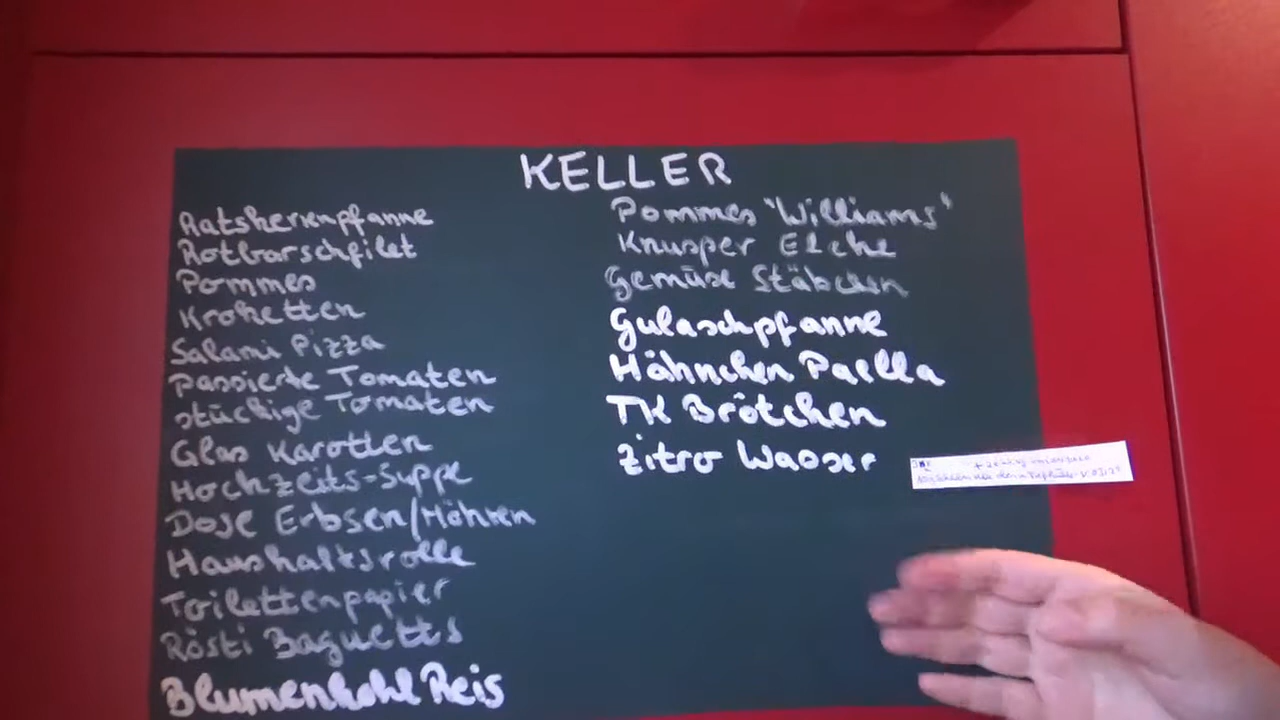 KELLER
Ratsherrenpfanne
Rotbarschfilet
Pommes
Kroketten
Salami Pizza
passierte Tomaten
stückige Tomaten
Glas Karotten
Hochzeits-Suppe
Dose Erbsen/Möhren
Haushaltsrolle
Toilettenpapier
Rösti Baguetts
Blumenkohl Reis
Pommes "Williams"
Knusper Elche
Gemüse Stäbchen
Gulaschpfanne
Hähnchen Paella
TK Brötchen
Zitro Wasser